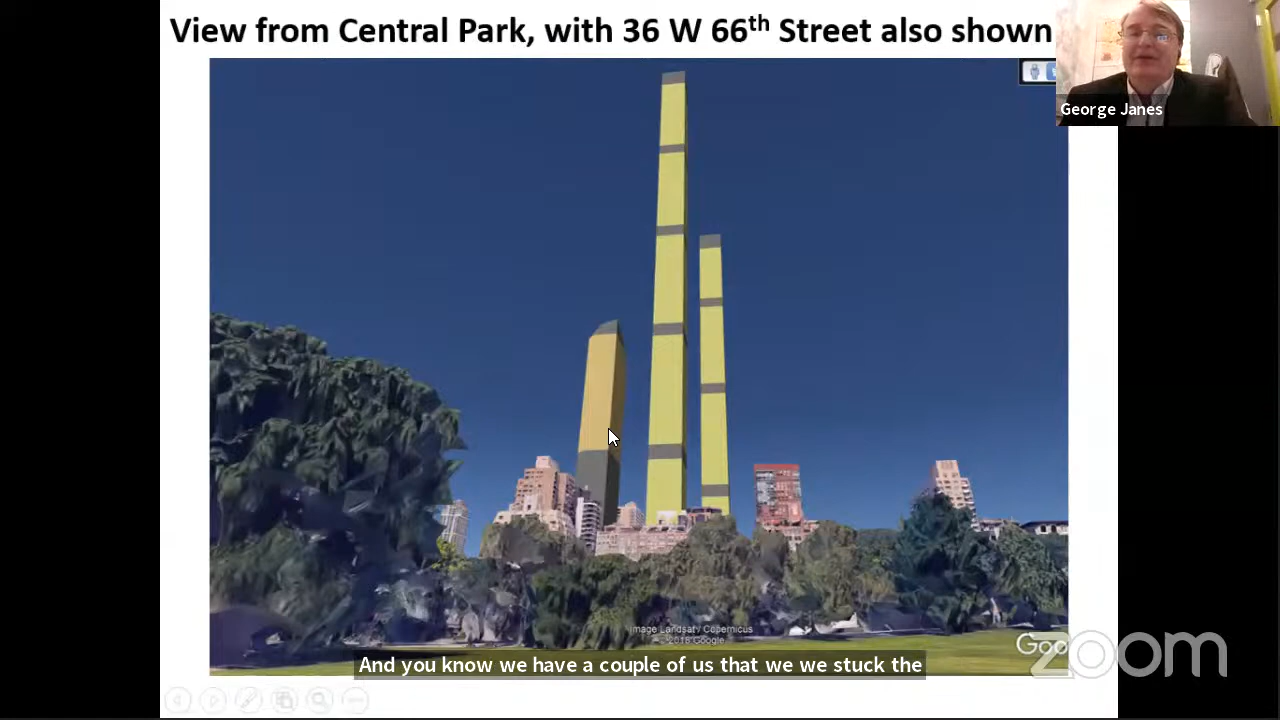 View from Central Park, with 36 W 66th Street also shown
George Janes
Image Landsat / Copernicus
© 2018 Google
Goo
zoom
And you know we have a couple of us that we we stuck the